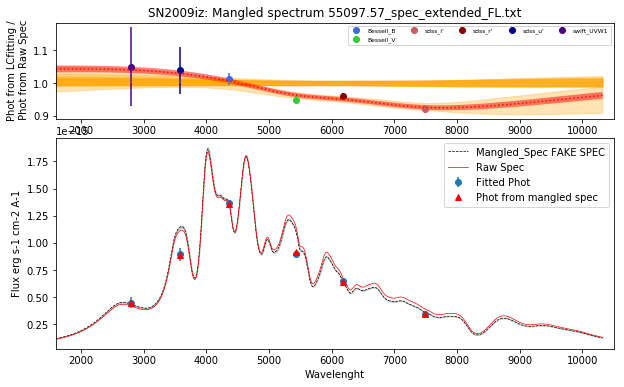 SN2009iz: Mangled spectrum 55097.57_spec_extended_FL.txt
Phot from LCfitting /
Phot from Raw Spec
1.1
1.0
0.9
Bessell_B
Bessell_V
sdss_i'
sdss_r'
sdss_u'
swift_UVW1
2000 3000 4000 5000 6000 7000 8000 9000 10000
Flux erg s-1 cm-2 A-1
1.75
1.50
1.25
1.00
0.75
0.50
0.25
Mangled_Spec FAKE SPEC
Raw Spec
Fitted Phot
Phot from mangled spec
2000 3000 4000 5000 6000 7000 8000 9000 10000
Wavelenght